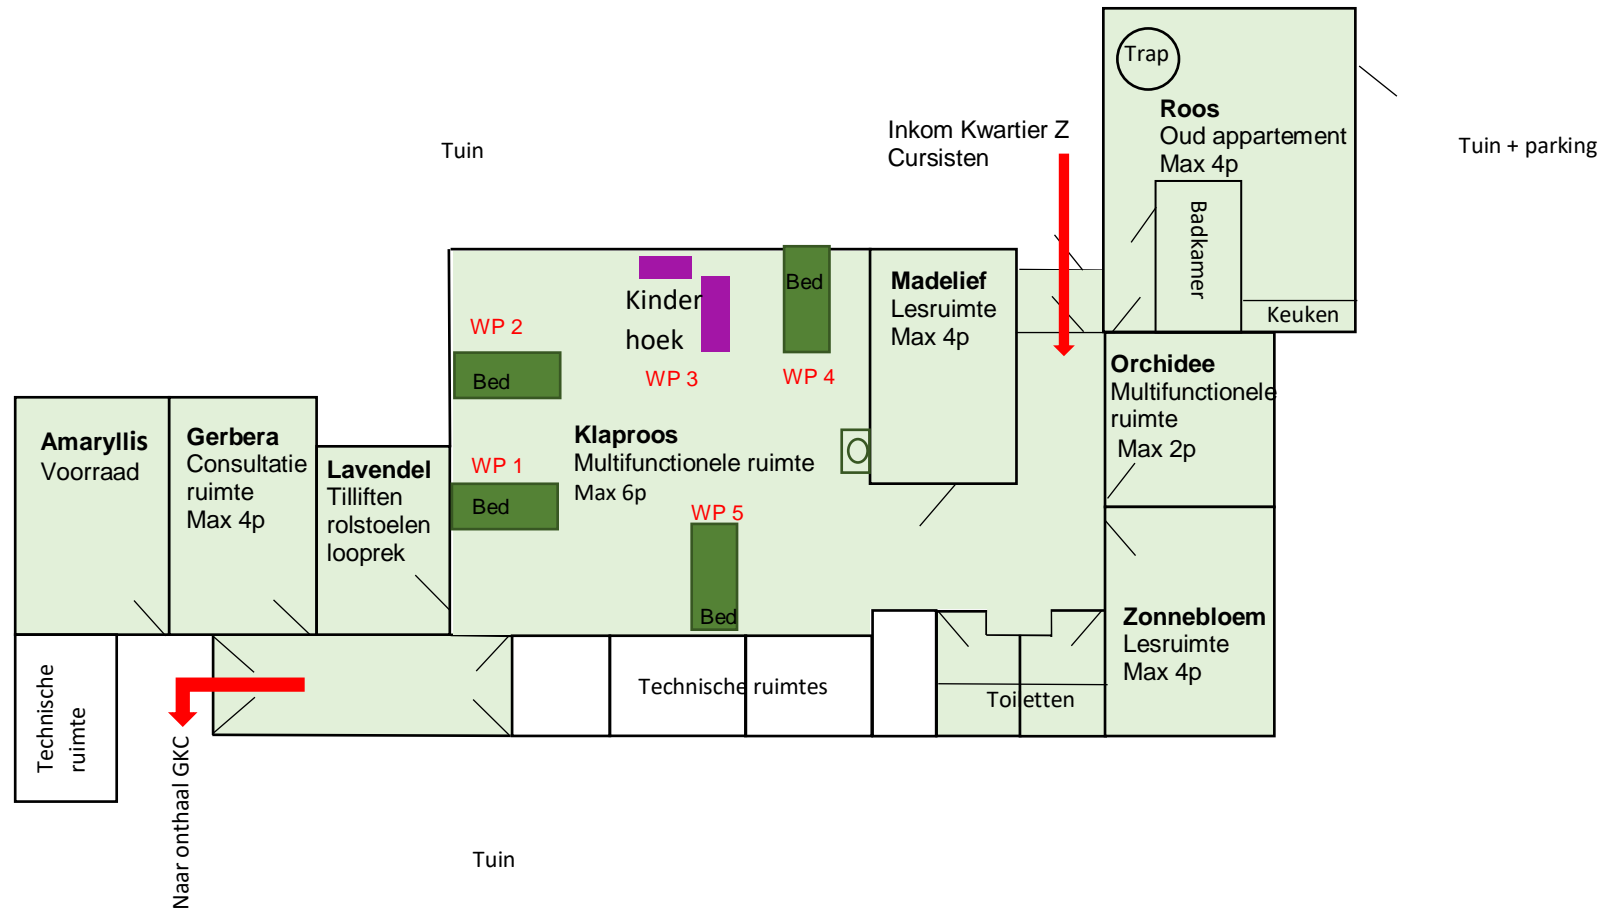 Trap
Roos
Oud appartement
Max 4p
Inkom Kwartier Z
Cursisten
Tuin
Tuin + parking
Badkamer
Keuken
Kinder
hoek
Bed
WP 2
Bed
WP 3
WP 4
Madelief
Lesruimte
Max 4p
Orchidee
Multifunctionele
ruimte
Max 2p
Amaryllis
Voorraad
Gerbera
Consultatie
ruimte
Max 4p
Lavendel
Tilliften
rolstoelen
looprek
WP 1
Bed
Klaproos
Multifunctionele ruimte
Max 6p
WP 5
Bed
Zonnebloem
Lesruimte
Max 4p
Technische
ruimte
Technische ruimtes
Toiletten
Naar onthaal GKC
Tuin